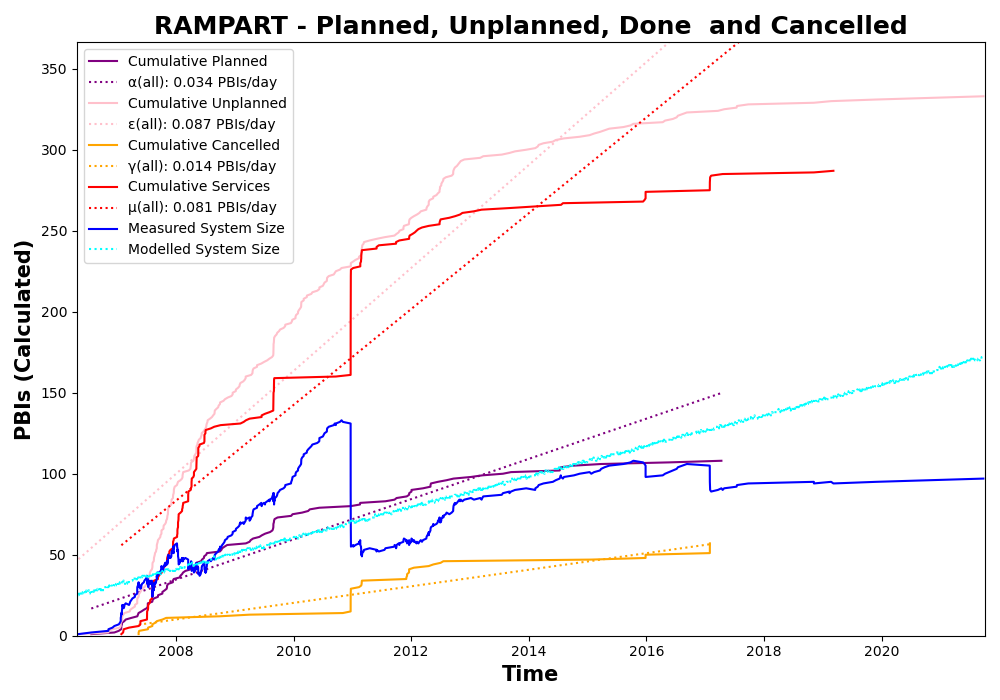 RAMPART - Planned, Unplanned, Done  and Cancelled
Cumulative Planned
α(all): 0.034 PBIs/day
Cumulative Unplanned
ε(all): 0.087 PBIs/day
Cumulative Cancelled
γ(all): 0.014 PBIs/day
Cumulative Services
μ(all): 0.081 PBIs/day
Measured System Size
Modelled System Size
PBIs (Calculated)
350
300
250
200
150
100
50
0
2008 2010 2012 2014 2016 2018 2020
Time